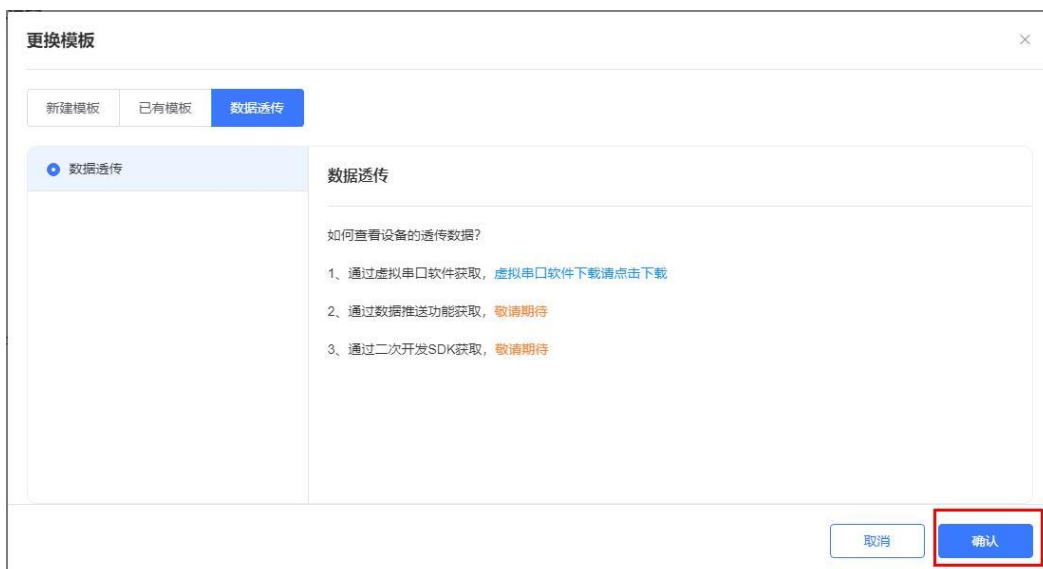 更换模板
新建模板 已有模板 数据透传
数据透传
数据透传
如何查看设备的透传数据?
1、通过虚拟串口软件获取，虚拟串口软件下载请点击下载
2、通过数据推送功能获取，敬请期待
3、通过二次开发SDK获取，敬请期待
取消 确认